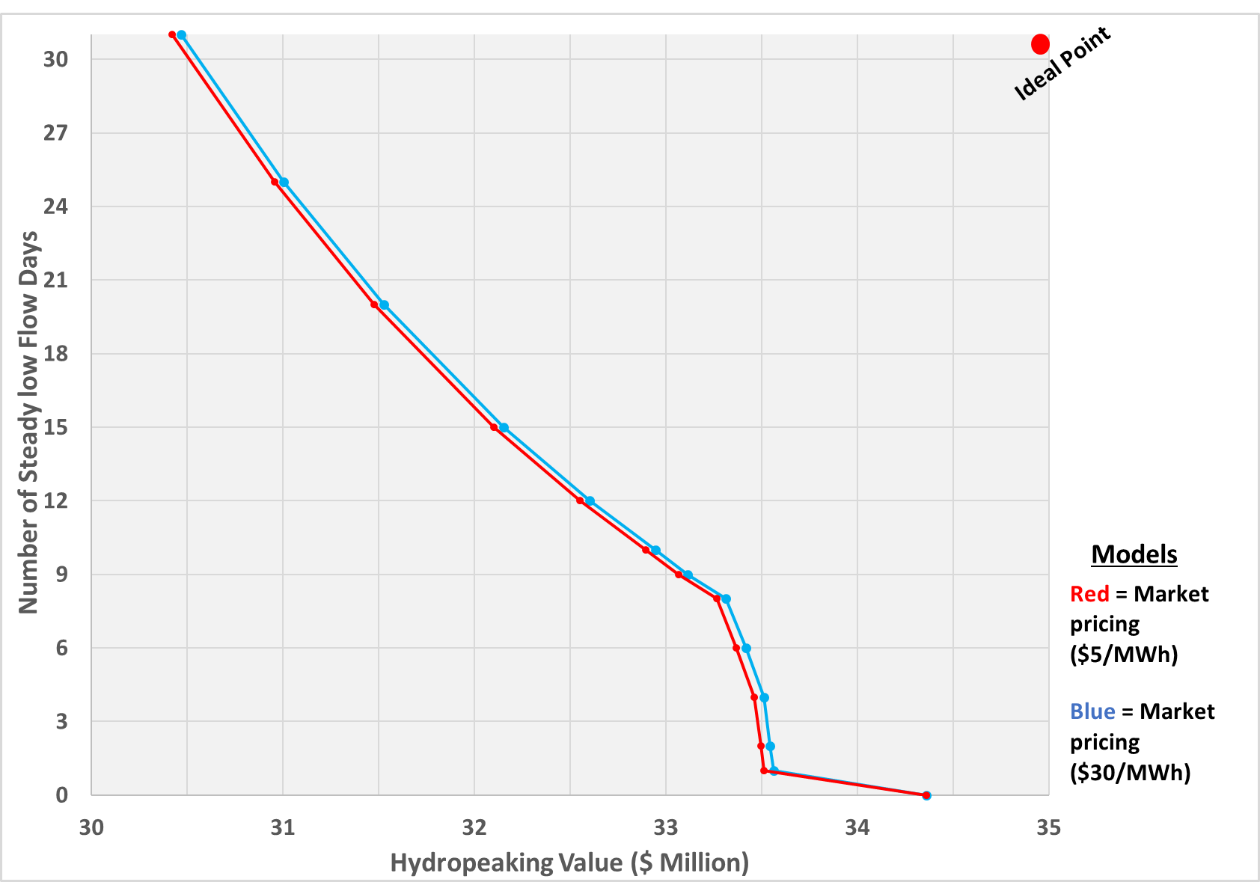 30
27
24
21
18
15
12
9
6
3
0
Number of Steady low Flow Days
30 31 32 33 34 35
Hydropeaking Value ($ Million)
Ideal Point
Models
Red = Market
pricing
($5/MWh)
Blue = Market
pricing
($30/MWh)